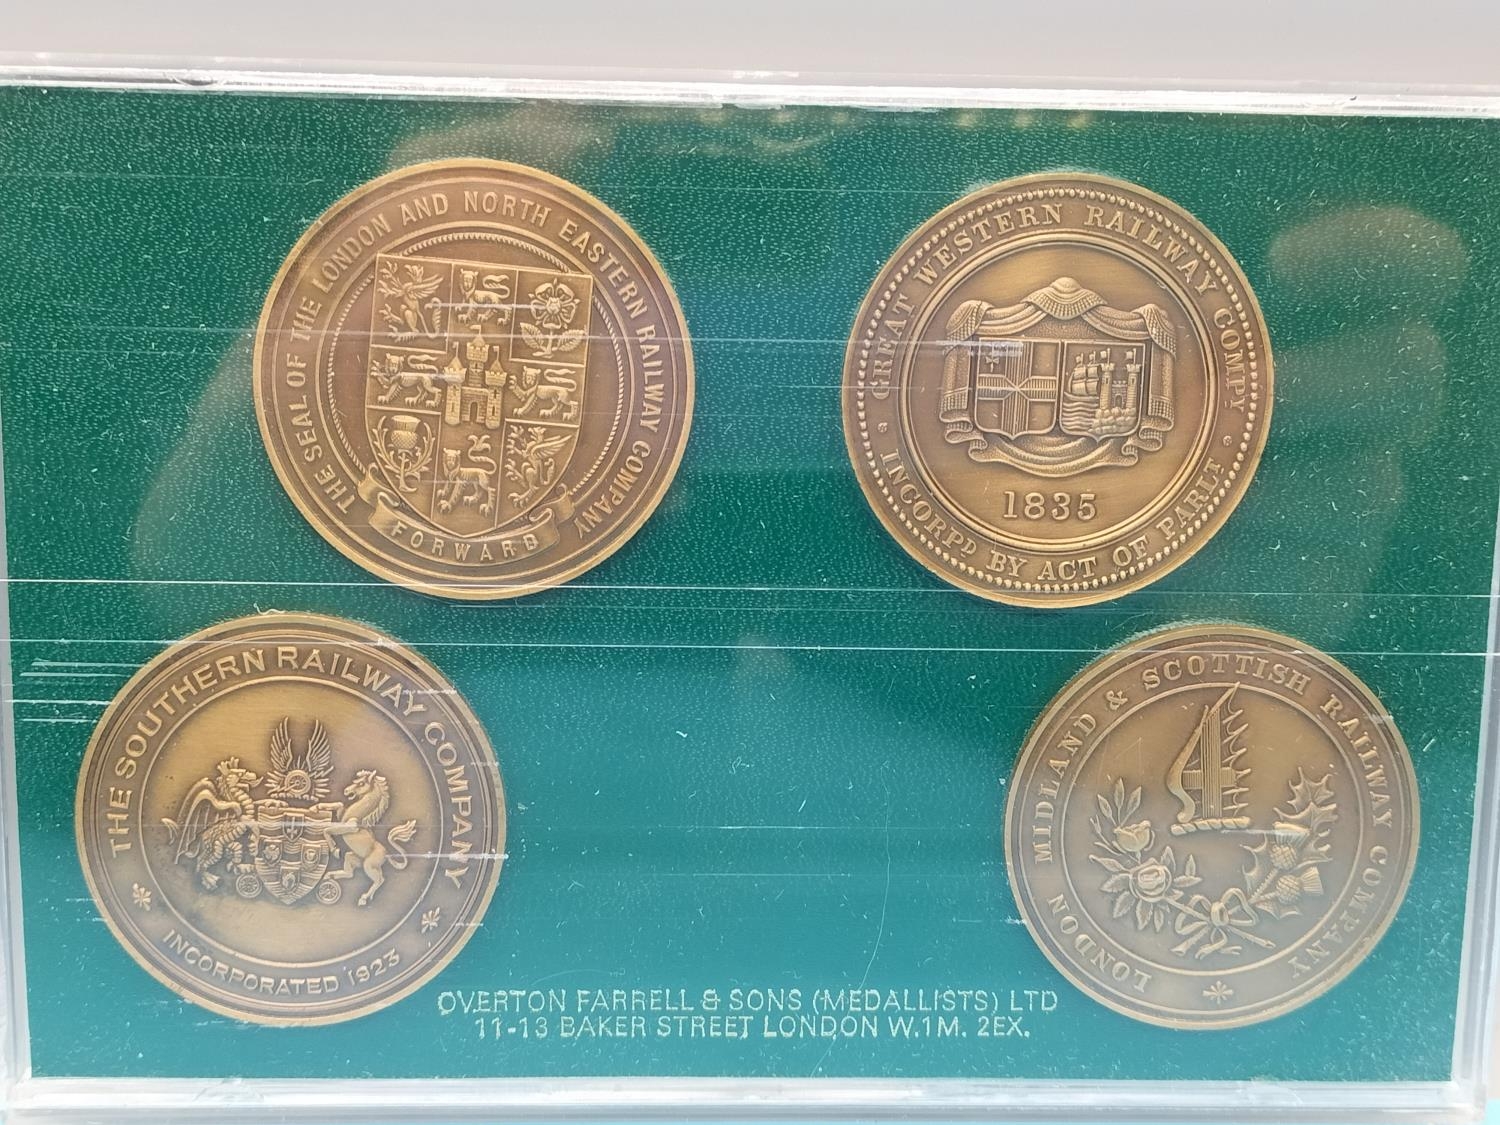 THE SEAL OF THE LONDON AND NORTH EASTERN RAILWAY COMPANY
FORWARD
GREAT WESTERN RAILWAY COMPY
1835
INCORPD BY ACT OF PARLT
THE SOUTHERN RAILWAY COMPANY
INCORPORATED 1923
LONDON MIDLAND & SCOTTISH RAILWAY COMPANY
OVERTON FARRELL & SONS (MEDALLISTS) LTD
11-13 BAKER STREET LONDON W.1M. 2EX.